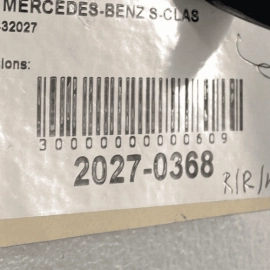 MERCEDES-BENZ S-CLAS
-32027
ions:
3000000000609
2027-0368
R/R/